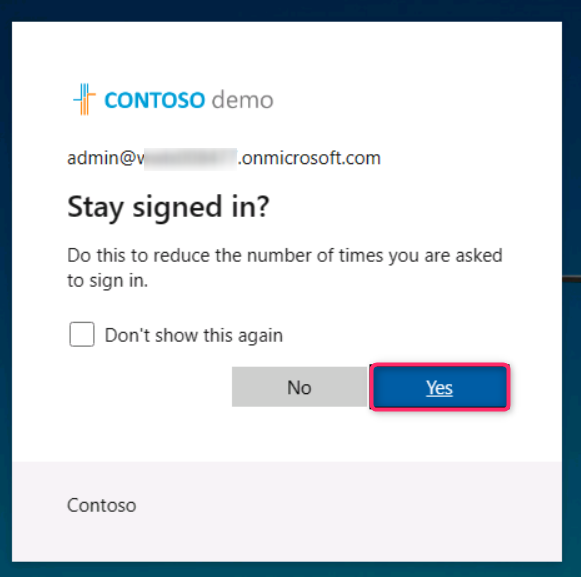 CONTOSO demo
admin@v .onmicrosoft.com
Stay signed in?
Do this to reduce the number of times you are asked
to sign in.
Don't show this again
No
Yes
Contoso